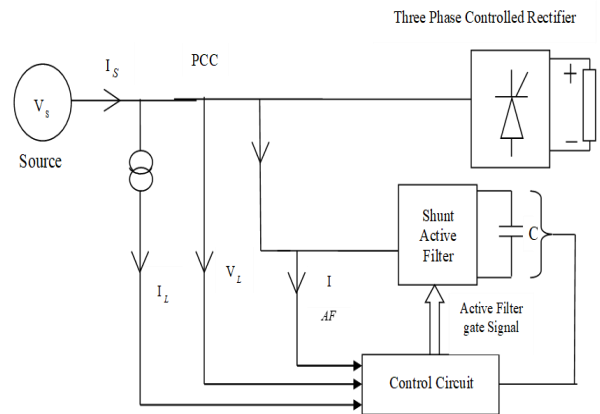 Three Phase Controlled Rectifier
I S
PCC
V s
Source
+
−
Shunt
Active
Filter
C
I L
V L
I
AF
Active Filter
gate Signal
Control Circuit